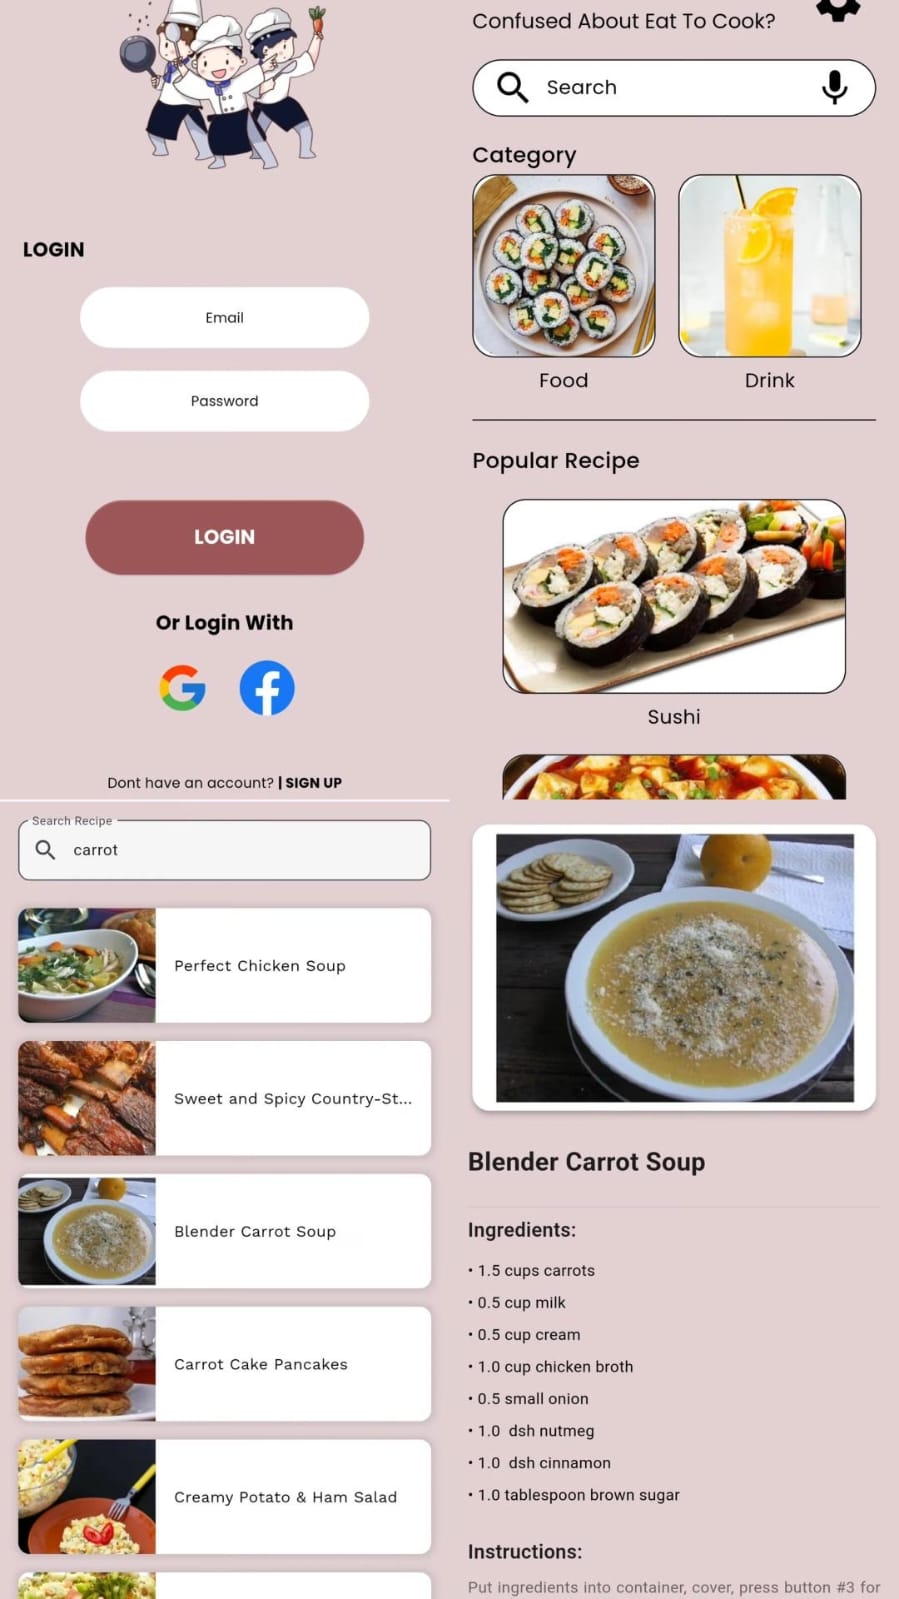 LOGIN
Email
Password
LOGIN
Or Login With
Dont have an account? | SIGN UP
Confused About Eat To Cook?
Search
Category
Food
Drink
Popular Recipe
Sushi
Search Recipe
carrot
Perfect Chicken Soup
Sweet and Spicy Country-St...
Blender Carrot Soup
Carrot Cake Pancakes
Creamy Potato & Ham Salad
Blender Carrot Soup
Ingredients:
• 1.5 cups carrots
• 0.5 cup milk
• 0.5 cup cream
• 1.0 cup chicken broth
• 0.5 small onion
• 1.0  dsh nutmeg
• 1.0  dsh cinnamon
• 1.0 tablespoon brown sugar
Instructions:
Put ingredients into container, cover, press button #3 for